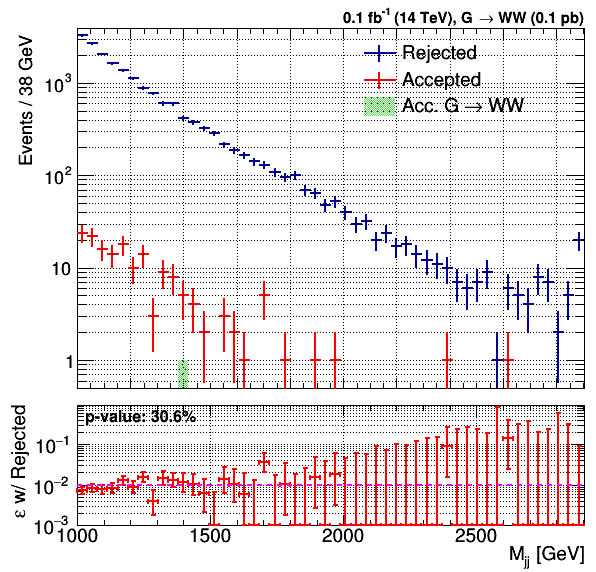 0.1 fb⁻¹ (14 TeV), G → WW (0.1 pb)
Events / 38 GeV
10³
10²
10
1
Rejected
Accepted
Acc. G → WW
ε w/ Rejected
p-value: 30.6%
10⁻¹
10⁻²
10⁻³
1000 1500 2000 2500
M_jj [GeV]